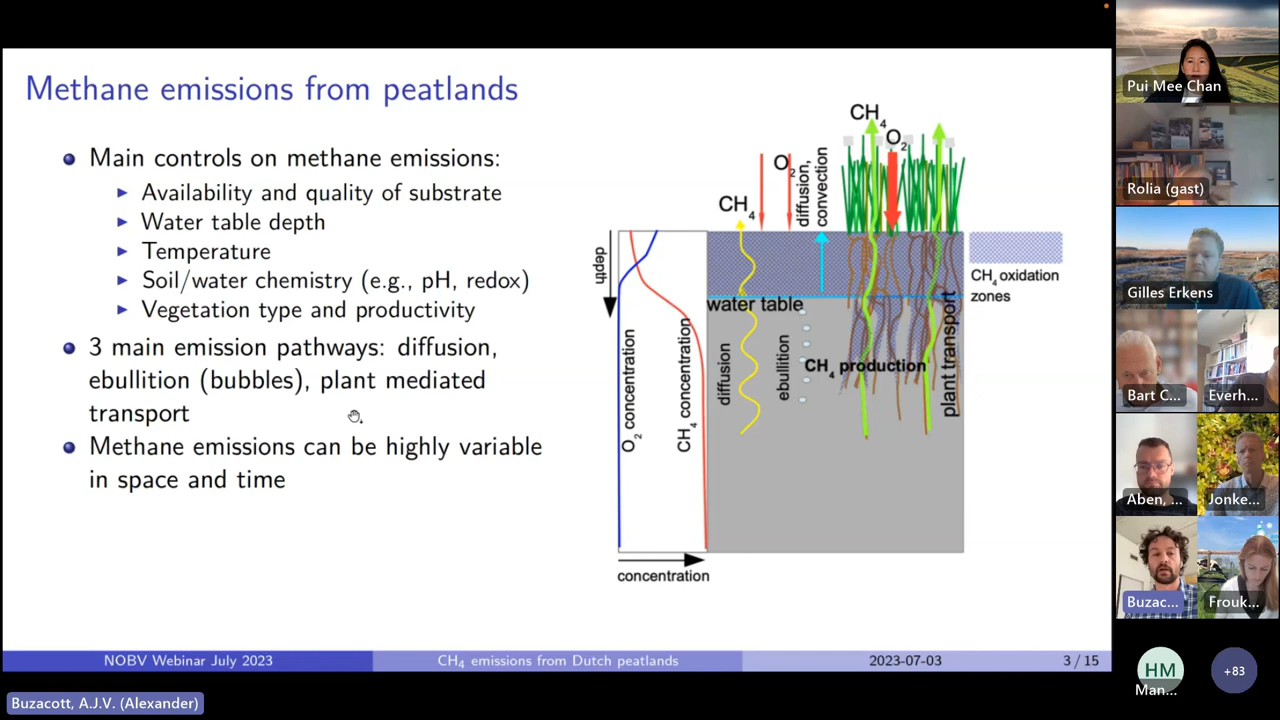 Methane emissions from peatlands
Main controls on methane emissions:
Availability and quality of substrate
Water table depth
Temperature
Soil/water chemistry (e.g., pH, redox)
Vegetation type and productivity
3 main emission pathways: diffusion,
ebullition (bubbles), plant mediated
transport
Methane emissions can be highly variable
in space and time
depth
O2 concentration
CH4 concentration
concentration
CH4
O2
diffusion,
convection
CH4
O2
water table
diffusion
ebullition
CH4 production
plant transport
CH4 oxidation
zones
NOBV Webinar July 2023
CH4 emissions from Dutch peatlands
2023-07-03
3 / 15
Buzacott, A.J.V. (Alexander)
Pui Mee Chan
Rolia (gast)
Gilles Erkens
Bart C...
Everh...
Aben, ...
Jonke...
Buzac...
Frouk...
HM
Man...
+83